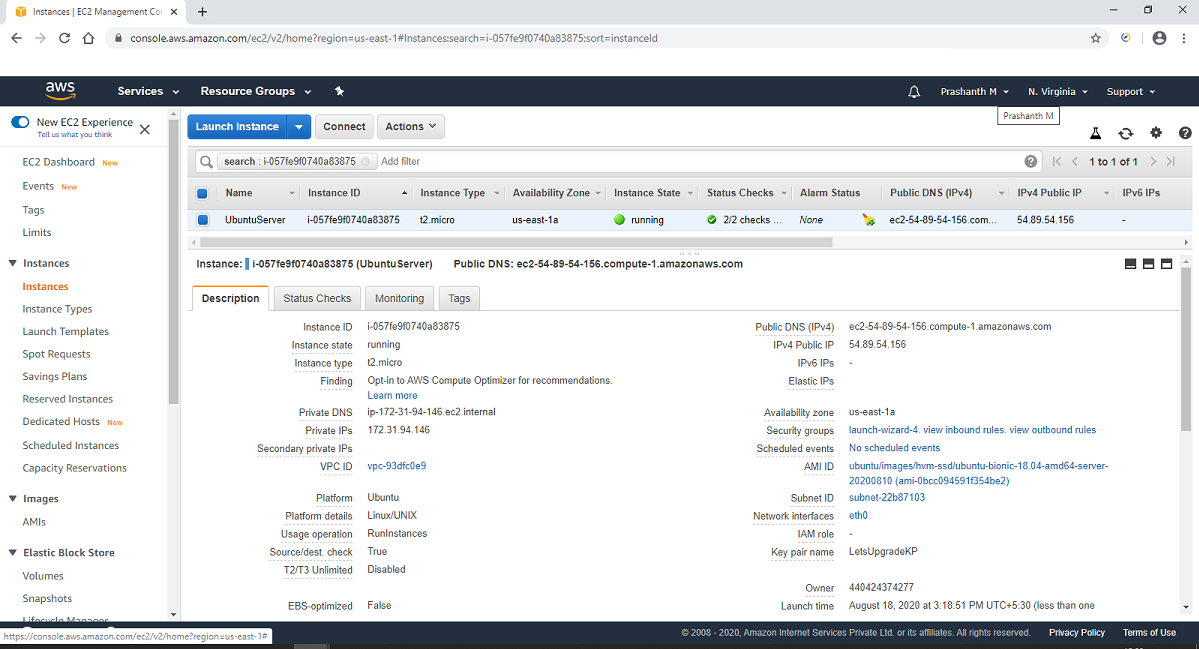 Instances | EC2 Management Con
console.aws.amazon.com/ec2/v2/home?region=us-east-1#Instances:search=i-057fe9f0740a83875;sort=instanceId
aws Services Resource Groups Prashanth M N. Virginia Support
Prashanth M
New EC2 Experience
Tell us what you think
EC2 Dashboard New
Events New
Tags
Limits
Instances
Instances
Instance Types
Launch Templates
Spot Requests
Savings Plans
Reserved Instances
Dedicated Hosts New
Scheduled Instances
Capacity Reservations
Images
AMIs
Elastic Block Store
Volumes
Snapshots
Lifecycle Manager
Launch Instance Connect Actions
search : i-057fe9f0740a83875 Add filter 1 to 1 of 1
Name Instance ID Instance Type Availability Zone Instance State Status Checks Alarm Status Public DNS (IPv4) IPv4 Public IP IPv6 IPs
UbuntuServer i-057fe9f0740a83875 t2.micro us-east-1a running 2/2 checks ... None ec2-54-89-54-156.com... 54.89.54.156 -
Instance: i-057fe9f0740a83875 (UbuntuServer) Public DNS: ec2-54-89-54-156.compute-1.amazonaws.com
Description Status Checks Monitoring Tags
Instance ID i-057fe9f0740a83875
Instance state running
Instance type t2.micro
Finding Opt-in to AWS Compute Optimizer for recommendations.
Learn more
Private DNS ip-172-31-94-146.ec2.internal
Private IPs 172.31.94.146
Secondary private IPs
VPC ID vpc-93dfc0e9
Platform Ubuntu
Platform details Linux/UNIX
Usage operation RunInstances
Source/dest. check True
T2/T3 Unlimited Disabled
EBS-optimized False
Public DNS (IPv4) ec2-54-89-54-156.compute-1.amazonaws.com
IPv4 Public IP 54.89.54.156
IPv6 IPs -
Elastic IPs
Availability zone us-east-1a
Security groups launch-wizard-4. view inbound rules. view outbound rules
Scheduled events No scheduled events
AMI ID ubuntu/images/hvm-ssd/ubuntu-bionic-18.04-amd64-server-
20200810 (ami-0bcc094591f354be2)
Subnet ID subnet-22b87103
Network interfaces eth0
IAM role -
Key pair name LetsUpgradeKP
Owner 440424374277
Launch time August 18, 2020 at 3:18:51 PM UTC+5:30 (less than one
https://console.aws.amazon.com/ec2/v2/home?region=us-east-1#
© 2008 - 2020, Amazon Internet Services Private Ltd. or its affiliates. All rights reserved. Privacy Policy Terms of Use